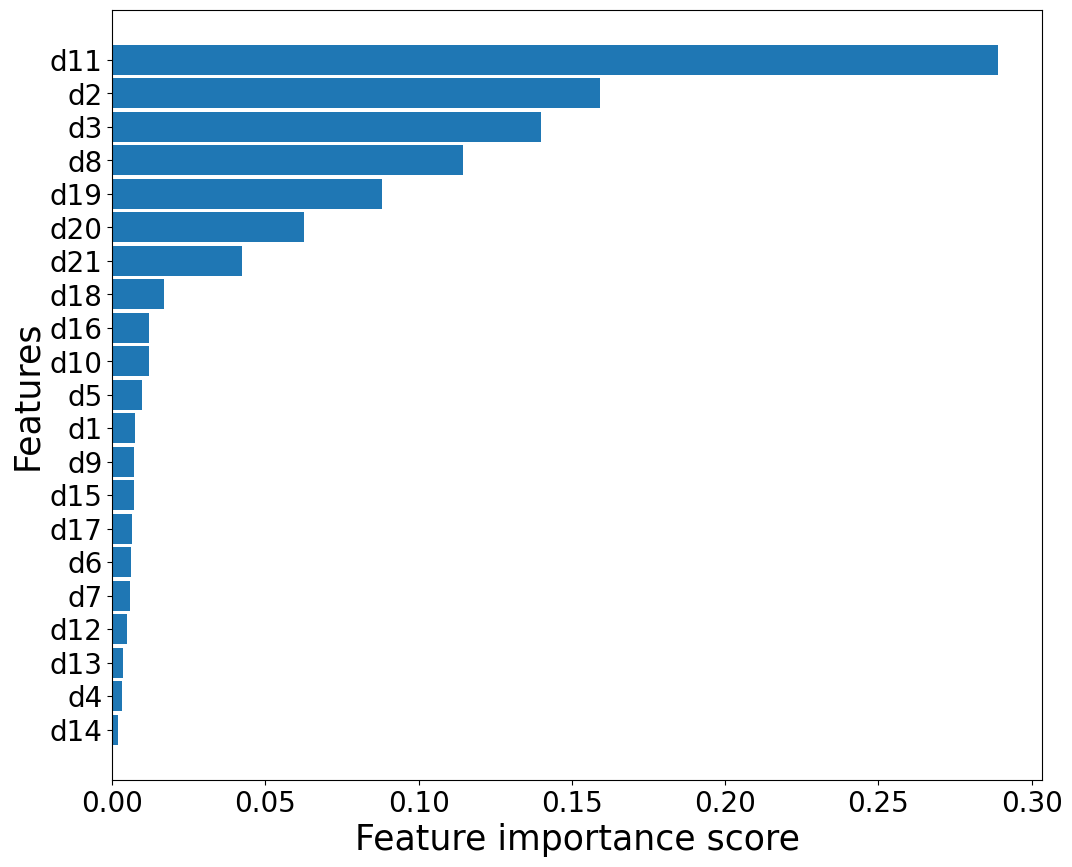 d11
d2
d3
d8
d19
d20
d21
d18
d16
d10
d5
d1
d9
d15
d17
d6
d7
d12
d13
d4
d14
Features
0.00 0.05 0.10 0.15 0.20 0.25 0.30
Feature importance score